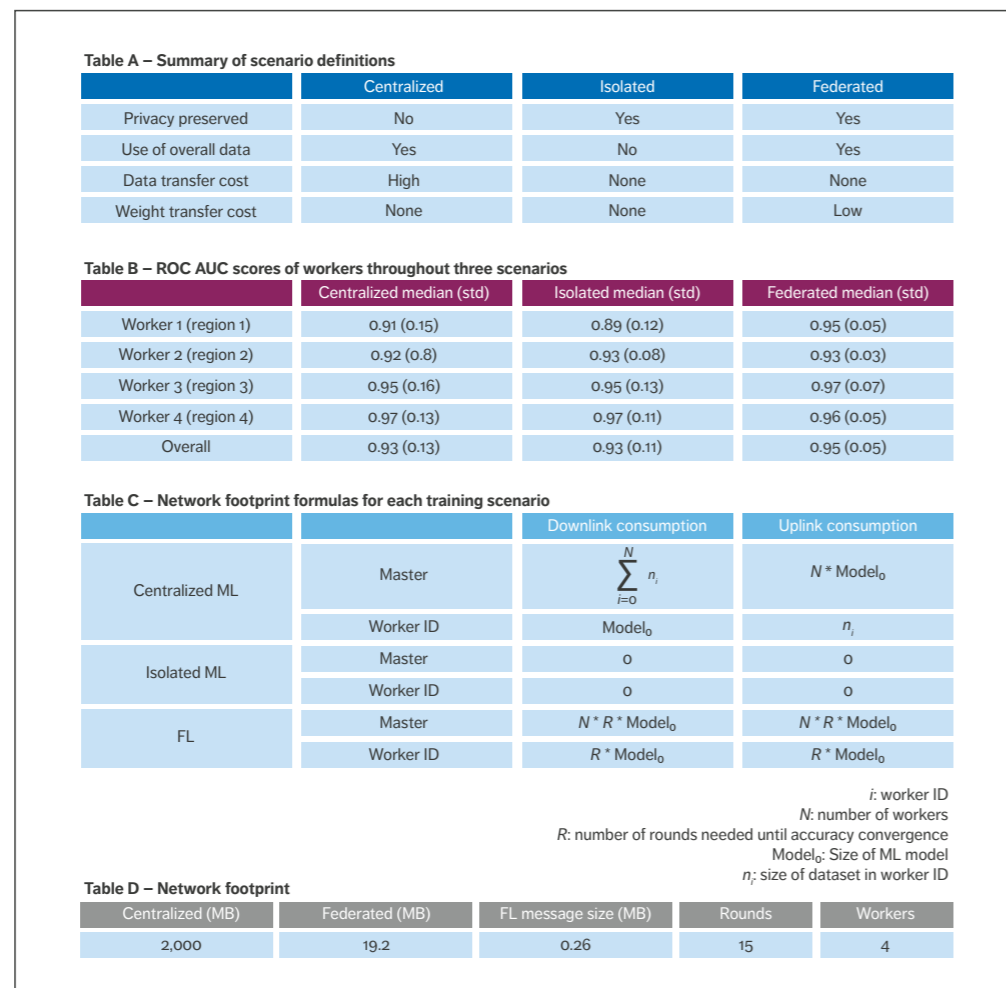 Table A – Summary of scenario definitions
Centralized Isolated Federated
Privacy preserved No Yes Yes
Use of overall data Yes No Yes
Data transfer cost High None None
Weight transfer cost None None Low
Table B – ROC AUC scores of workers throughout three scenarios
Centralized median (std) Isolated median (std) Federated median (std)
Worker 1 (region 1) 0.91 (0.15) 0.89 (0.12) 0.95 (0.05)
Worker 2 (region 2) 0.92 (0.8) 0.93 (0.08) 0.93 (0.03)
Worker 3 (region 3) 0.95 (0.16) 0.95 (0.13) 0.97 (0.07)
Worker 4 (region 4) 0.97 (0.13) 0.97 (0.11) 0.96 (0.05)
Overall 0.93 (0.13) 0.93 (0.11) 0.95 (0.05)
Table C – Network footprint formulas for each training scenario
Downlink consumption Uplink consumption
Centralized ML Master N ∑ i=0 nᵢ N * Model₀
Worker ID Model₀ nᵢ
Isolated ML Master 0 0
Worker ID 0 0
FL Master N * R * Model₀ N * R * Model₀
Worker ID R * Model₀ R * Model₀
i: worker ID
N: number of workers
R: number of rounds needed until accuracy convergence
Model₀: Size of ML model
nᵢ: size of dataset in worker ID
Table D – Network footprint
Centralized (MB) Federated (MB) FL message size (MB) Rounds Workers
2,000 19.2 0.26 15 4